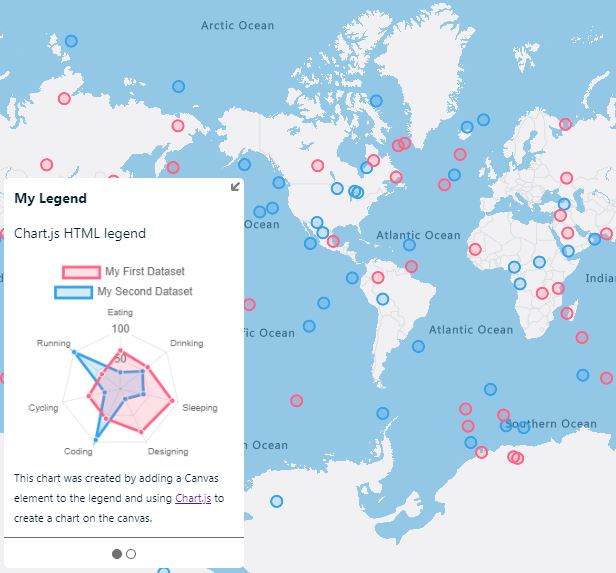 Arctic Ocean
My Legend
Chart.js HTML legend
Ocean
Atlantic Ocean
My First Dataset
My Second Dataset
Eating
100
50
Running
Drinking
Cycling
Sleeping
Coding
Designing
Indian
fic Ocean
Atlantic Ocean
Southern Ocean
n Ocean
This chart was created by adding a Canvas
element to the legend and using Chart.js to
create a chart on the canvas.